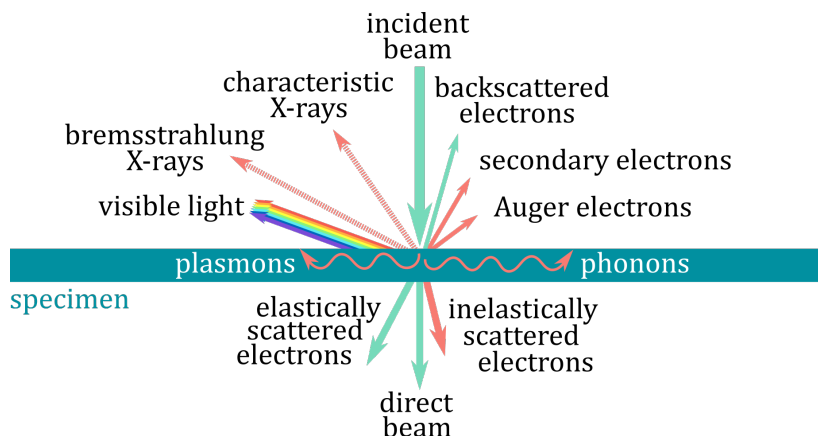 incident
beam
characteristic
X-rays
backscattered
electrons
bremsstrahlung
X-rays
secondary electrons
visible light
Auger electrons
plasmons
phonons
specimen
elastically
scattered
electrons
inelastically
scattered
electrons
direct
beam